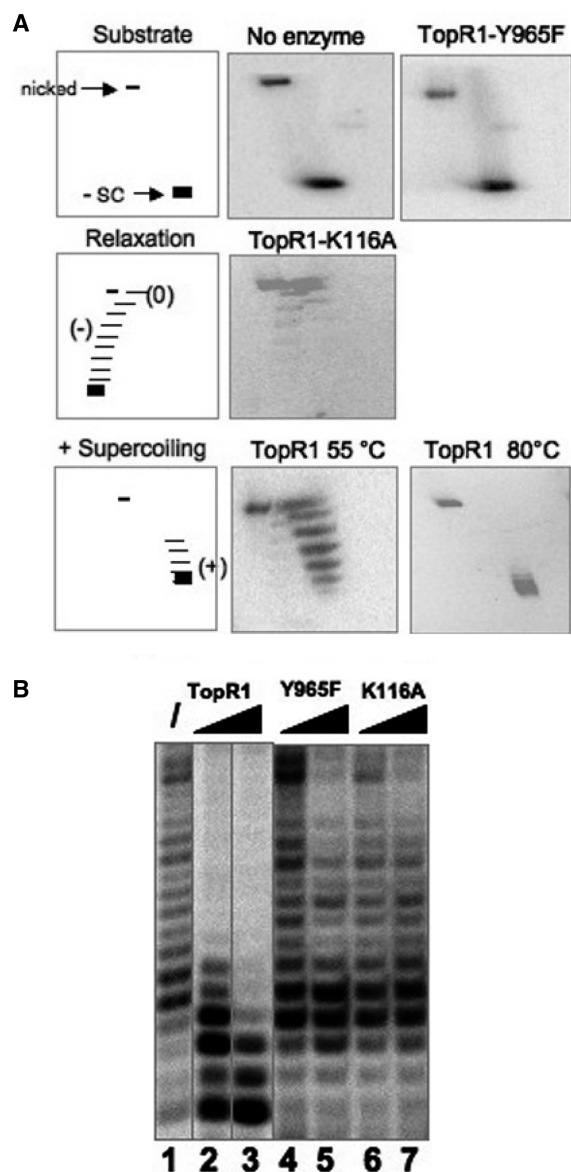 A
Substrate
No enzyme
TopR1-Y965F
nicked
- SC
Relaxation
TopR1-K116A
(0)
(-)
+ Supercoiling
TopR1 55 °C
TopR1 80°C
(+)
B
TopR1
Y965F
K116A
/
1 2 3 4 5 6 7